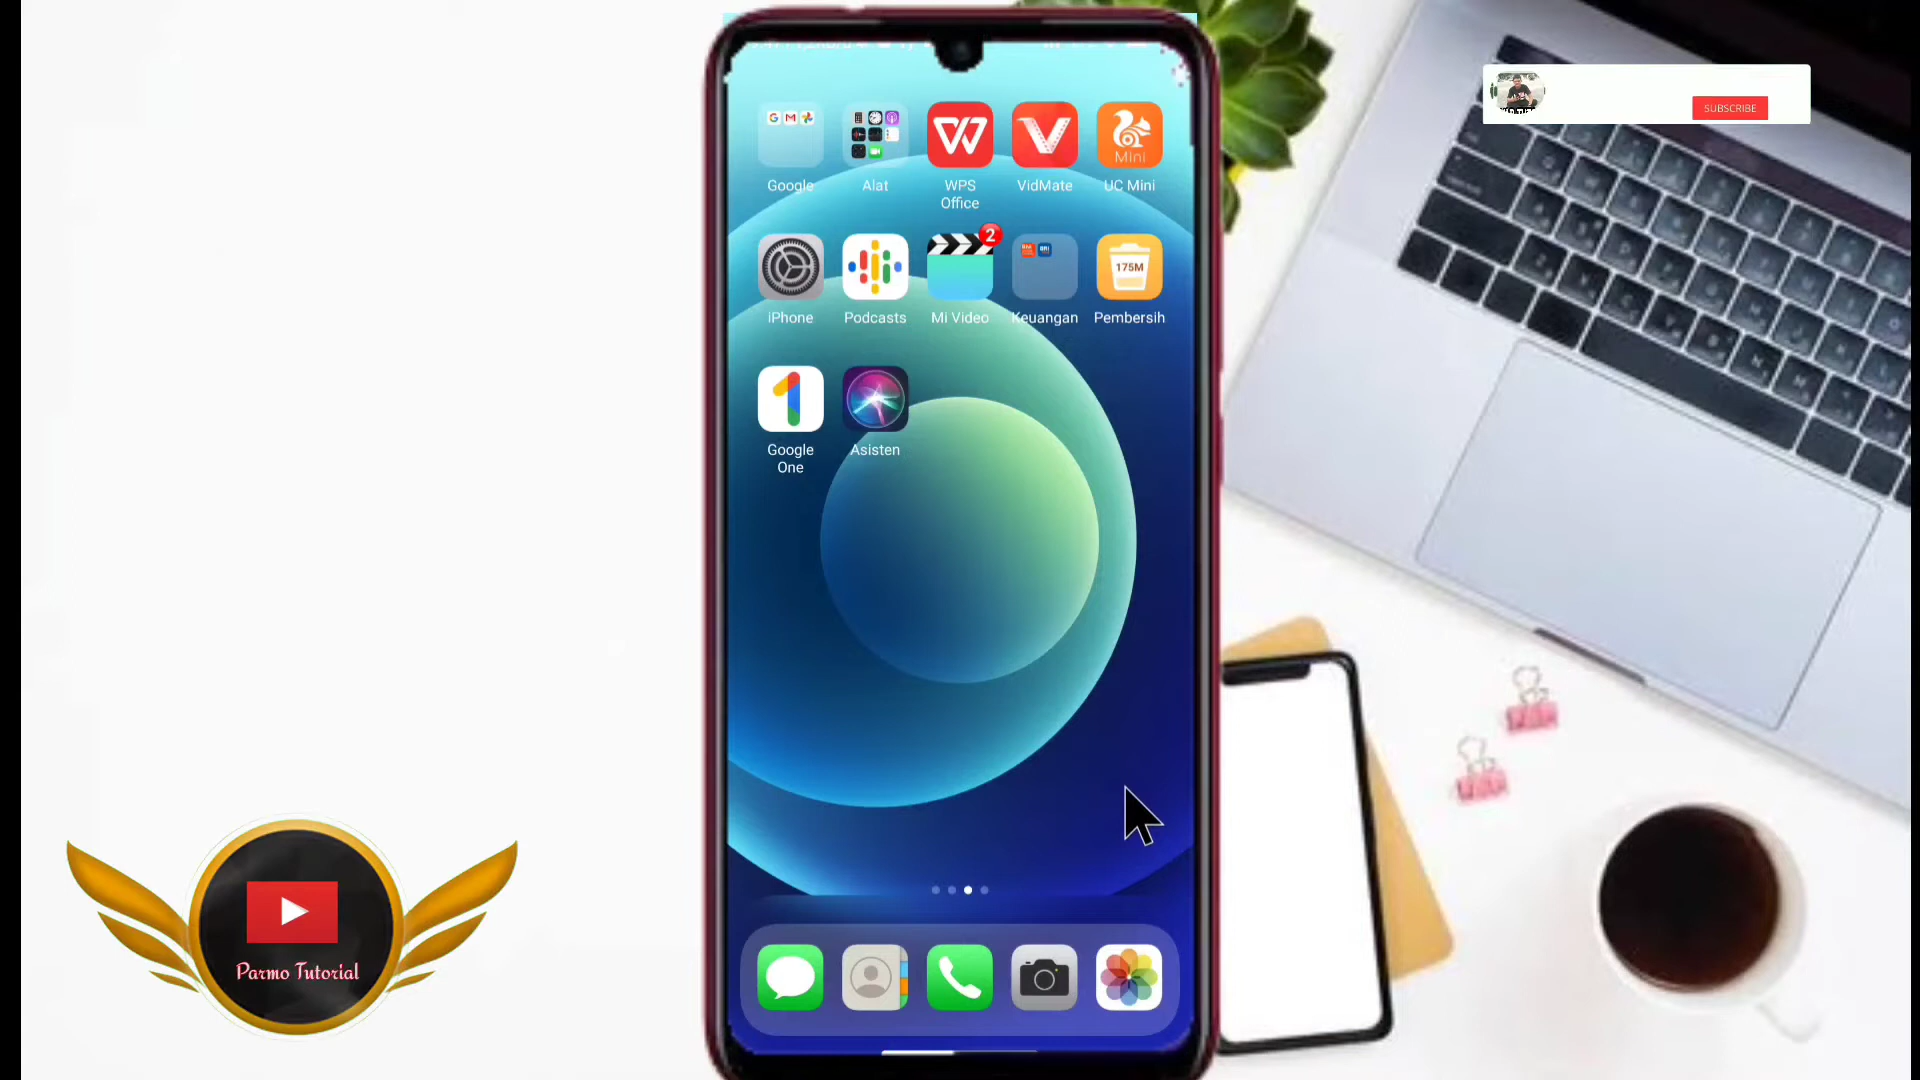 SUBSCRIBE
Google
Alat
WPS
Office
VidMate
Mini
UC Mini
iPhone
Podcasts
2
Mi Video
Keuangan
175M
Pembersih
Google
One
Asisten
Parmo Tutorial